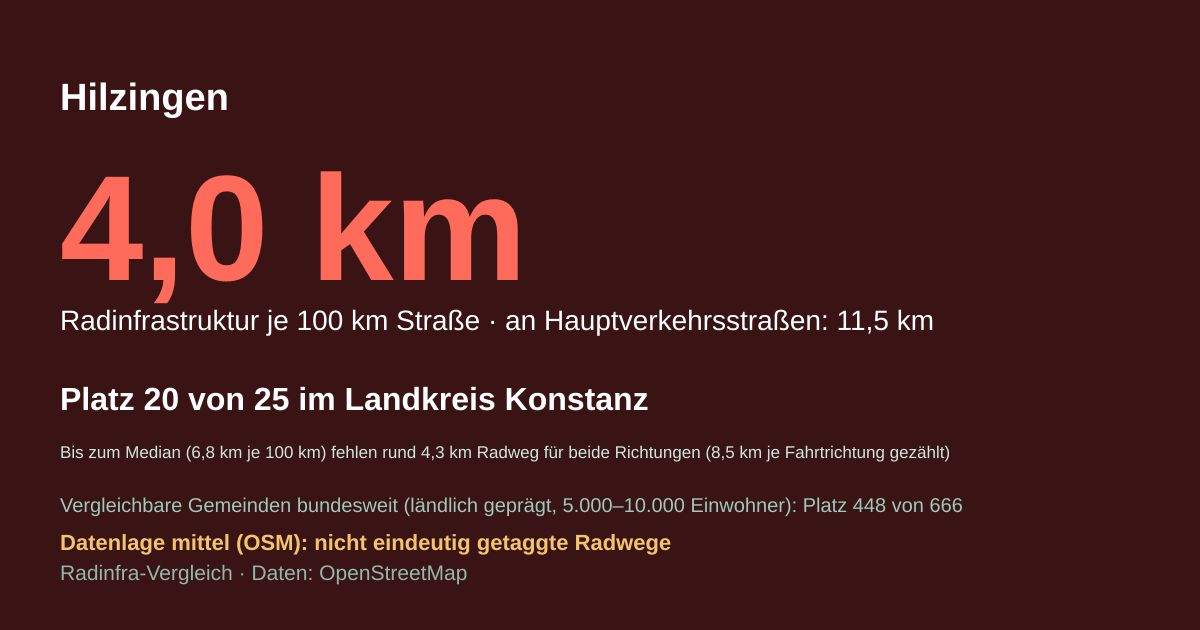 Hilzingen
4,0 km
Radinfrastruktur je 100 km Straße · an Hauptverkehrsstraßen: 11,5 km
Platz 20 von 25 im Landkreis Konstanz
Bis zum Median (6,8 km je 100 km) fehlen rund 4,3 km Radweg für beide Richtungen (8,5 km je Fahrtrichtung gezählt)
Vergleichbare Gemeinden bundesweit (ländlich geprägt, 5.000–10.000 Einwohner): Platz 448 von 666
Datenlage mittel (OSM): nicht eindeutig getaggte Radwege
Radinfra-Vergleich · Daten: OpenStreetMap